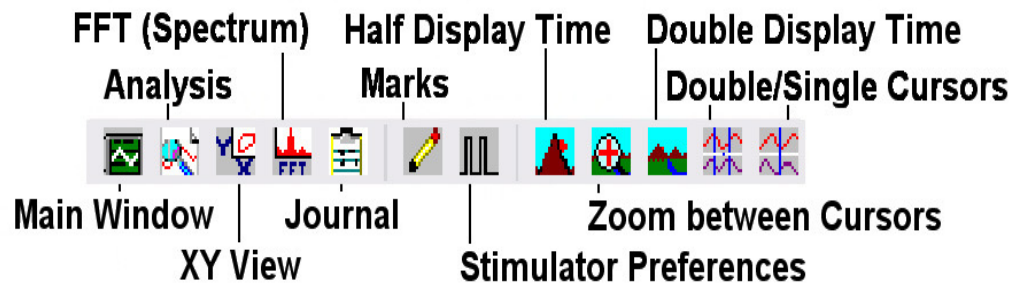 FFT (Spectrum) Half Display Time Double Display Time
Analysis Marks Double/Single Cursors
Y X FFT
Main Window Journal Zoom between Cursors
XY View Stimulator Preferences